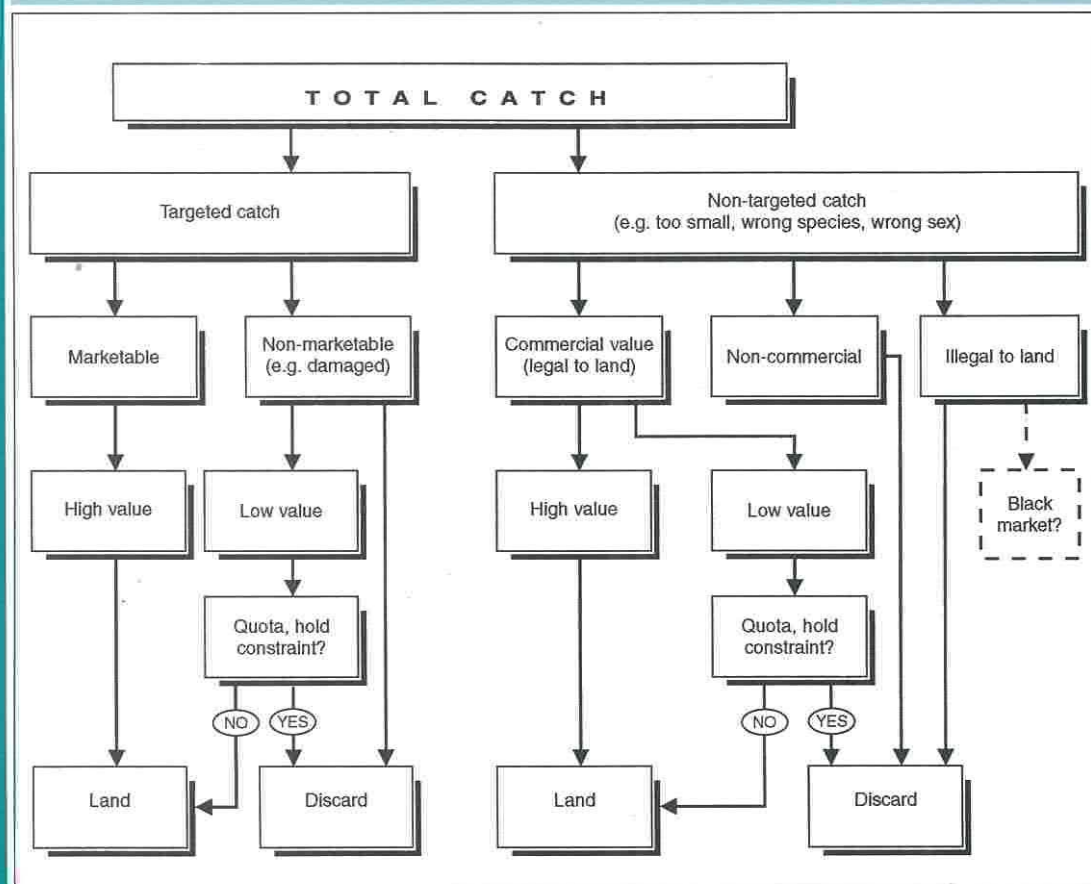 TOTAL CATCH
Targeted catch
Non-targeted catch
(e.g. too small, wrong species, wrong sex)
Marketable
Non-marketable
(e.g. damaged)
Commercial value
(legal to land)
Non-commercial
Illegal to land
High value
Low value
High value
Low value
Black
market?
Quota, hold
constraint?
Quota, hold
constraint?
NO
YES
NO
YES
Land
Discard
Land
Discard